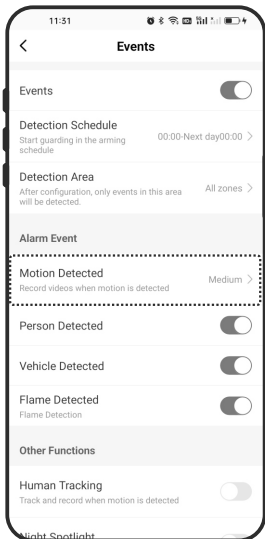 11:31
Events
Events
Detection Schedule
Start guarding in the arming
schedule
00:00-Next day00:00
Detection Area
After configuration, only events in this area
will be detected.
All zones
Alarm Event
Motion Detected
Record videos when motion is detected
Medium
Person Detected
Vehicle Detected
Flame Detected
Flame Detection
Other Functions
Human Tracking
Track and record when motion is detected
Night Spotlight